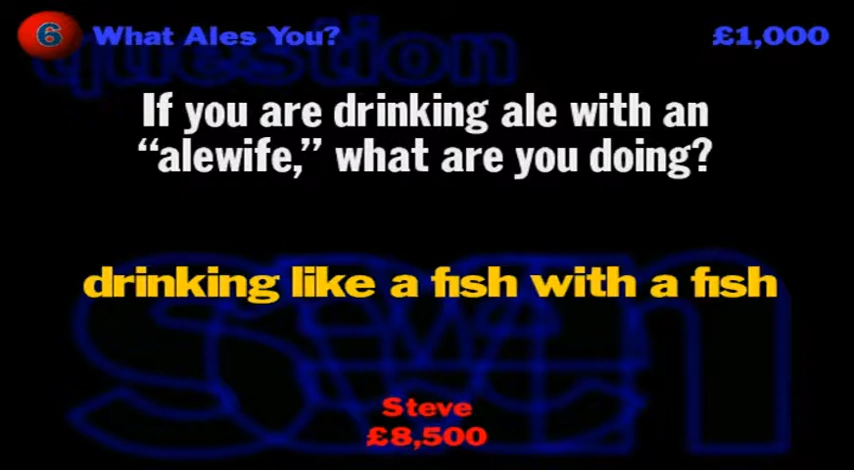 6 What Ales You? £1,000
question
If you are drinking ale with an
“alewife,” what are you doing?
drinking like a fish with a fish
seven
Steve
£8,500